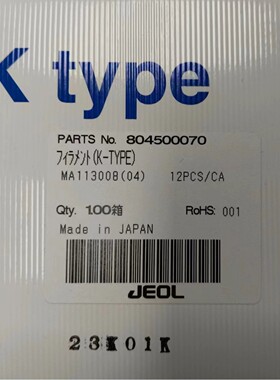 K type
PARTS No. 804500070
フィラメント(K-TYPE)
MA113008(04) 12PCS/CA
Qty. 1.00箱 RoHS: 001
Made in JAPAN
JEOL
23K01K